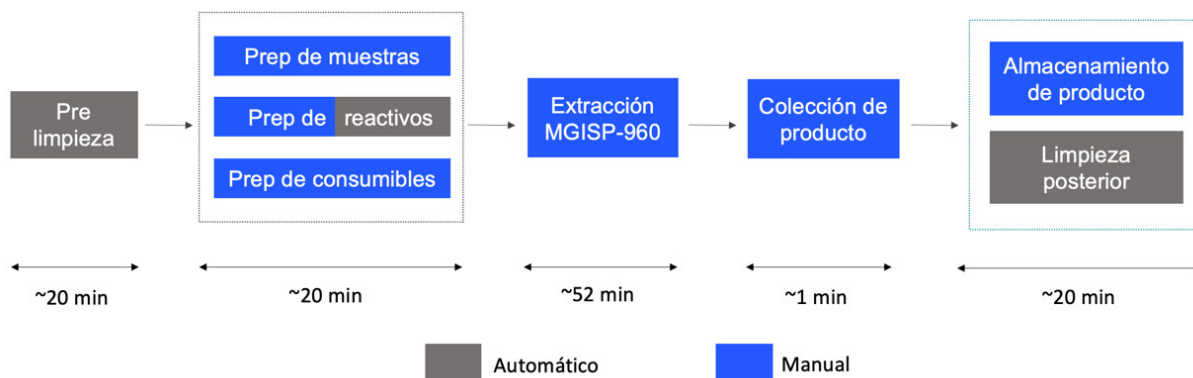 Pre
limpieza
Prep de muestras
Prep de reactivos
Prep de consumibles
Extracción
MGISP-960
Colección de
producto
Almacenamiento
de producto
Limpieza
posterior
~20 min
~20 min
~52 min
~1 min
~20 min
Automático
Manual